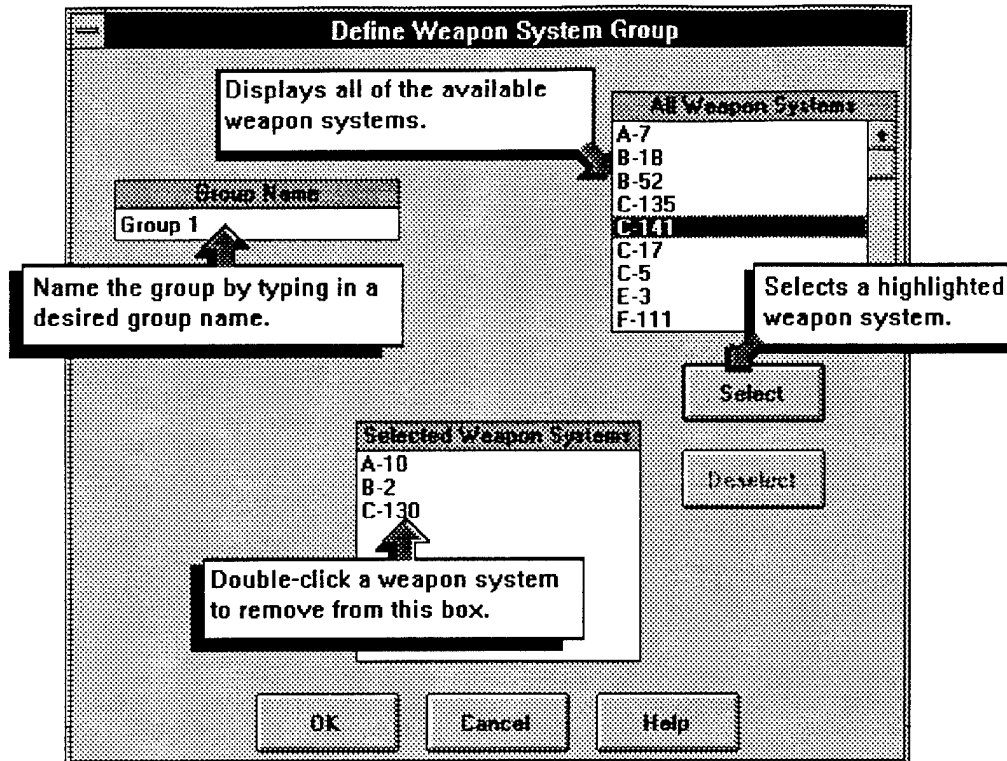 Define Weapon System Group
Displays all of the available
weapon systems.
All Weapon Systems
A-7
B-1B
B-52
C-135
C-141
C-17
C-5
E-3
F-111
Group Name
Group 1
Name the group by typing in a
desired group name.
Selects a highlighted
weapon system.
Select
Deselect
Selected Weapon Systems
A-10
B-2
C-130
Double-click a weapon system
to remove from this box.
OK
Cancel
Help